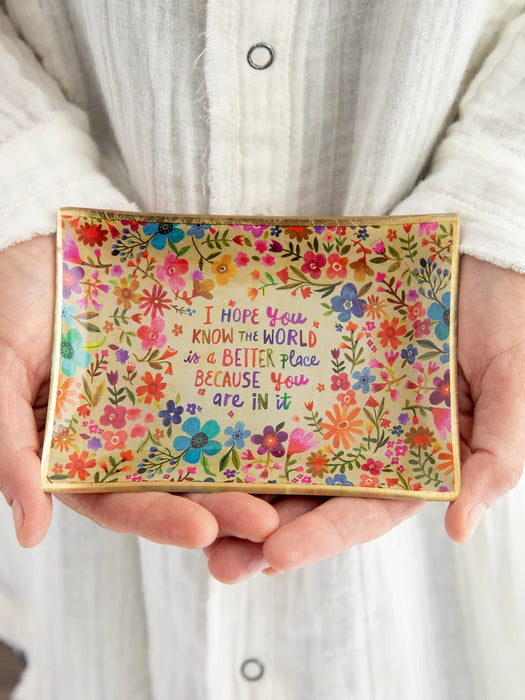 I HOPE YOU
KNOW THE WORLD
is a BETTER Place
BECAUSE You
are in it